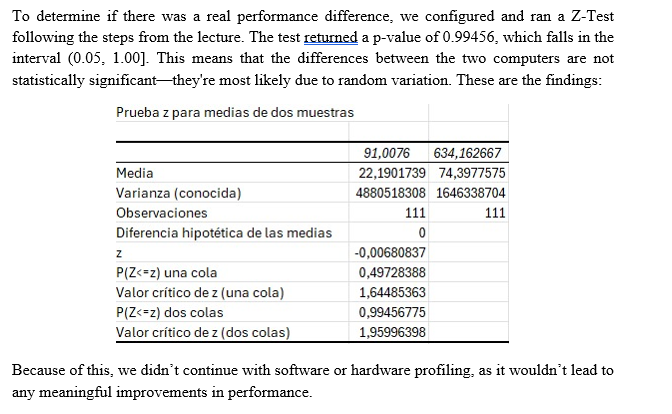 To determine if there was a real performance difference, we configured and ran a Z-Test
following the steps from the lecture. The test returned a p-value of 0.99456, which falls in the
interval (0.05, 1.00]. This means that the differences between the two computers are not
statistically significant—they're most likely due to random variation. These are the findings:
Prueba z para medias de dos muestras
91,0076 634,162667
Media 22,1901739 74,3977575
Varianza (conocida) 4880518308 1646338704
Observaciones 111 111
Diferencia hipotética de las medias 0
z -0,00680837
P(Z<=z) una cola 0,49728388
Valor crítico de z (una cola) 1,64485363
P(Z<=z) dos colas 0,99456775
Valor crítico de z (dos colas) 1,95996398
Because of this, we didn't continue with software or hardware profiling, as it wouldn't lead to
any meaningful improvements in performance.